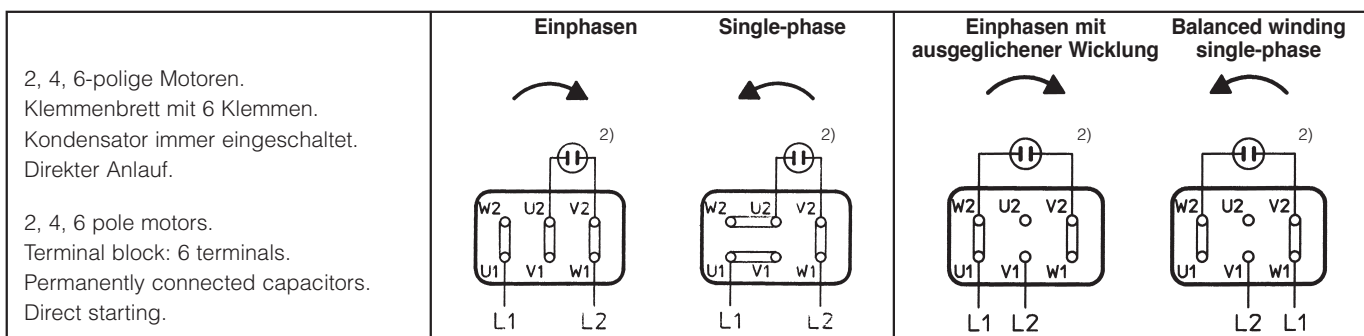 2, 4, 6-polige Motoren.
Klemmenbrett mit 6 Klemmen.
Kondensator immer eingeschaltet.
Direkter Anlauf.
2, 4, 6 pole motors.
Terminal block: 6 terminals.
Permanently connected capacitors.
Direct starting.
Einphasen Single-phase
2) 2)
W2 U2 V2 W2 U2 V2
U1 V1 W1 U1 V1 W1
L1 L2 L1 L2
Einphasen mit Balanced winding
ausgeglichener Wicklung single-phase
2) 2)
W2 U2 V2 W2 U2 V2
U1 V1 W1 U1 V1 W1
L1 L2 L2 L1